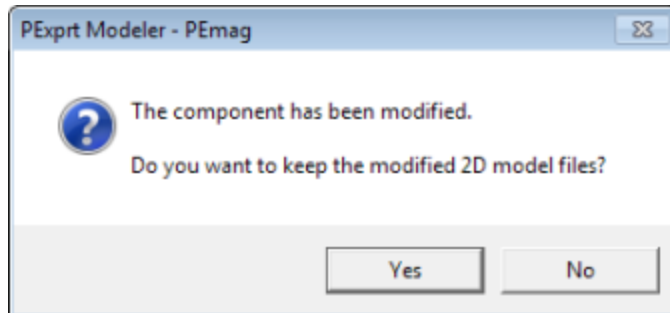 PExprt Modeler - PEmag
The component has been modified.
Do you want to keep the modified 2D model files?
Yes
No